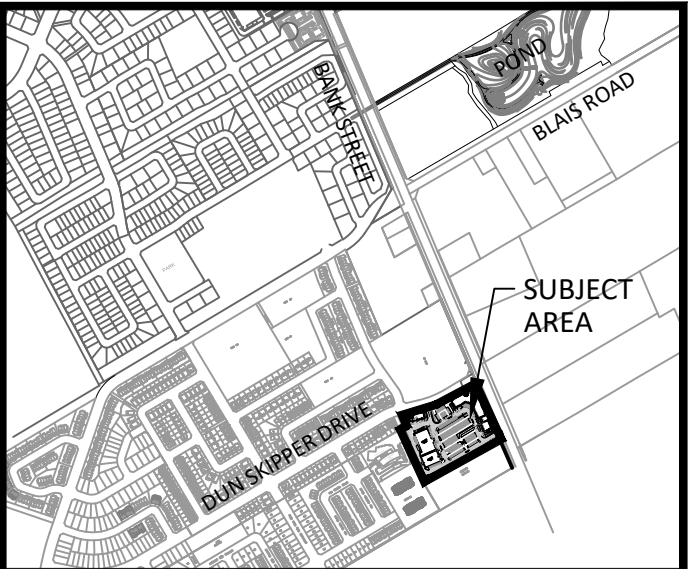 BANK STREET
POND
BLAIS ROAD
PARK
SUBJECT
AREA
DUN SKIPPER DRIVE